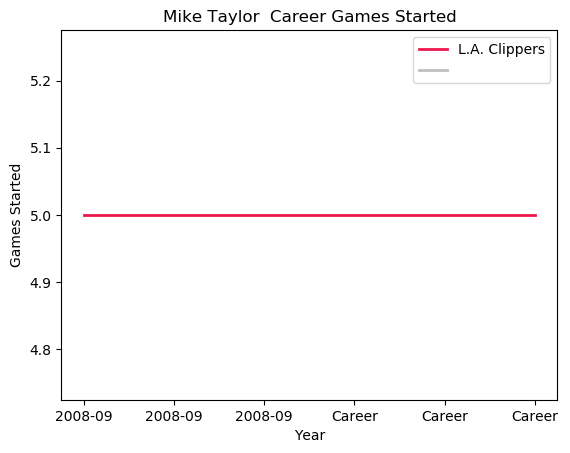 Mike Taylor  Career Games Started
L.A. Clippers
5.2
5.1
5.0
4.9
4.8
Games Started
2008-09 2008-09 2008-09 Career Career Career
Year